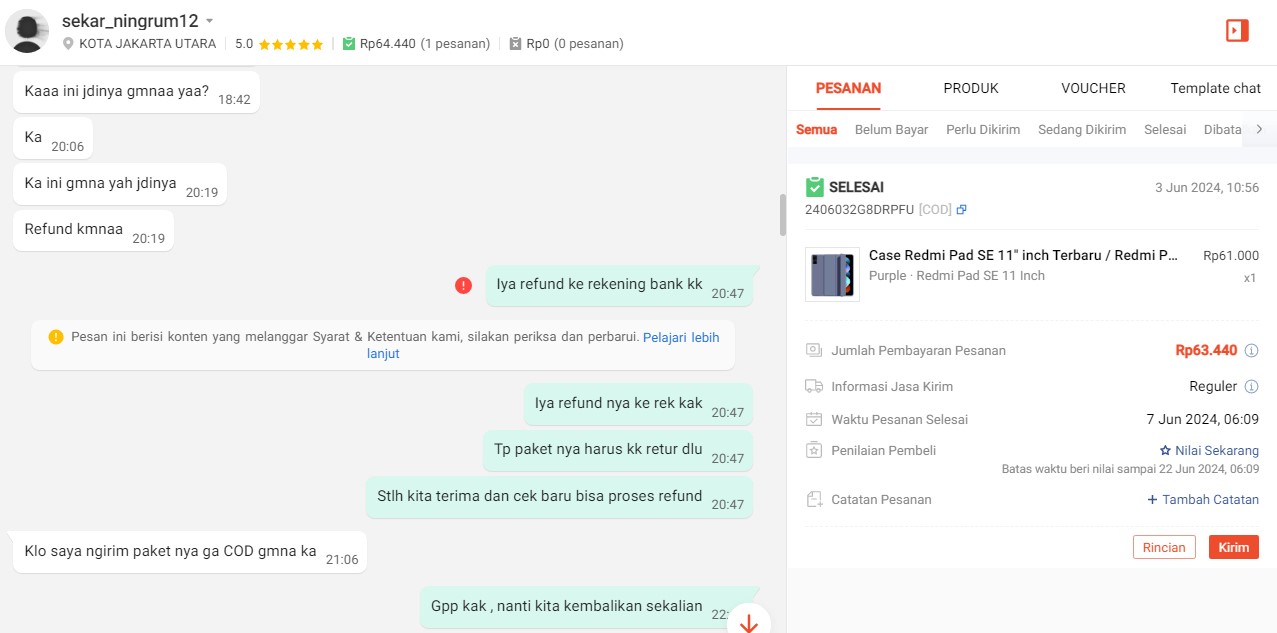 sekar_ningrum12
KOTA JAKARTA UTARA 5.0 Rp64.440 (1 pesanan) Rp0 (0 pesanan)
Kaaa ini jdinya gmnaa yaa? 18:42
Ka 20:06
Ka ini gmna yah jdinya 20:19
Refund kmnaa 20:19
Iya refund ke rekening bank kk 20:47
Pesan ini berisi konten yang melanggar Syarat & Ketentuan kami, silakan periksa dan perbarui. Pelajari lebih
lanjut
Iya refund nya ke rek kak 20:47
Tp paket nya harus kk retur dlu 20:47
Stlh kita terima dan cek baru bisa proses refund 20:47
Klo saya ngirim paket nya ga COD gmna ka 21:06
Gpp kak , nanti kita kembalikan sekalian 22:
PESANAN PRODUK VOUCHER Template chat
Semua Belum Bayar Perlu Dikirim Sedang Dikirim Selesai Dibata
SELESAI 3 Jun 2024, 10:56
2406032G8DRPFU [COD]
Case Redmi Pad SE 11" inch Terbaru / Redmi P... Rp61.000
Purple · Redmi Pad SE 11 Inch x1
Jumlah Pembayaran Pesanan Rp63.440
Informasi Jasa Kirim Reguler
Waktu Pesanan Selesai 7 Jun 2024, 06:09
Penilaian Pembeli Nilai Sekarang
Batas waktu beri nilai sampai 22 Jun 2024, 06:09
Catatan Pesanan + Tambah Catatan
Rincian Kirim